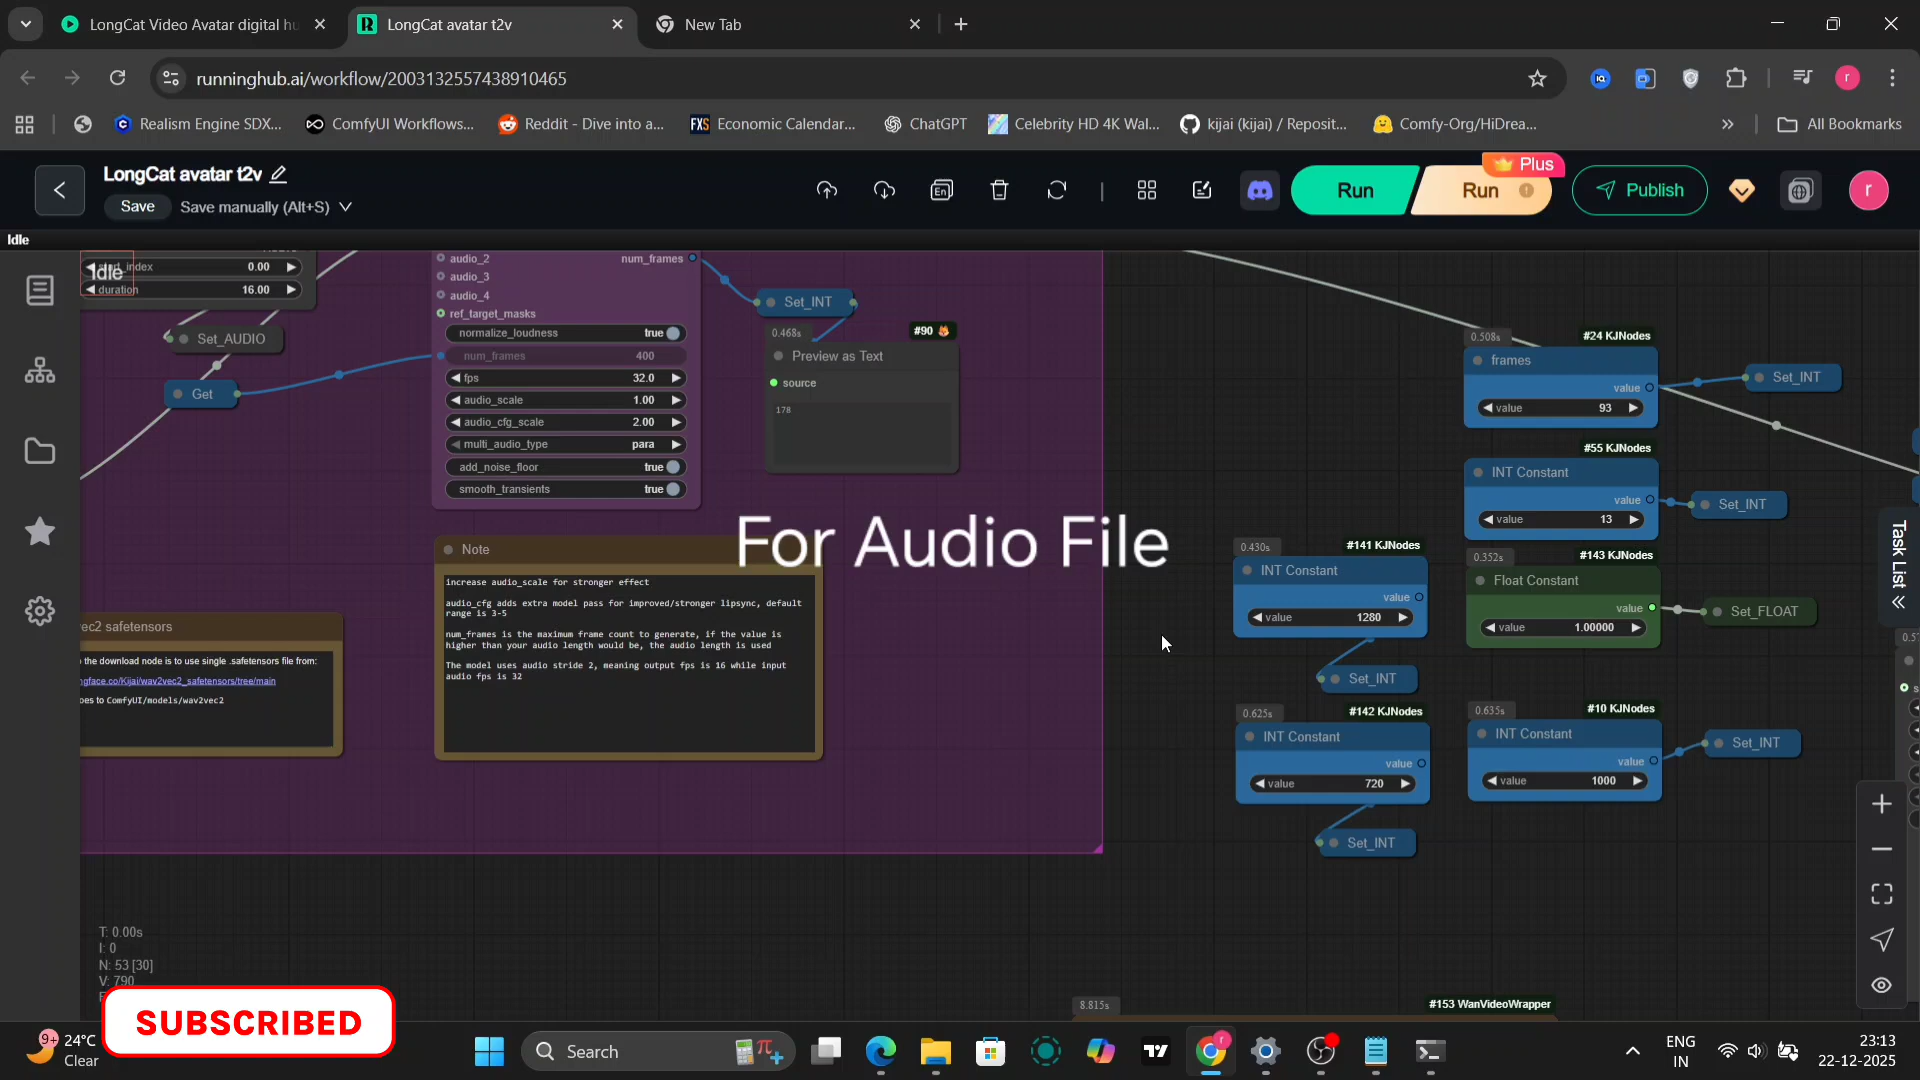 LongCat Video Avatar digital hu
LongCat avatar t2v
New Tab
runninghub.ai/workflow/2003132557438910465
Realism Engine SDX...
ComfyUI Workflows...
Reddit - Dive into a...
FXS Economic Calendar...
ChatGPT
Celebrity HD 4K Wal...
kijai (kijai) / Reposit...
Comfy-Org/HiDrea...
All Bookmarks
LongCat avatar t2v
Save
Save manually (Alt+S)
Run
Run
Plus
Publish
Idle
Idle
start_index 0.00
duration 16.00
Set_AUDIO
Get
audio_2
num_frames
audio_3
audio_4
ref_target_masks
normalize_loudness true
num_frames 400
fps 32.0
audio_scale 1.00
audio_cfg_scale 2.00
multi_audio_type para
add_noise_floor true
smooth_transients true
Set_INT
0.468s
#90
Preview as Text
source
178
For Audio File
Note
increase audio_scale for stronger effect
audio_cfg adds extra model pass for improved/stronger lipsync, default
range is 3-5
num_frames is the maximum frame count to generate, if the value is
higher than your audio length would be, the audio length is used
The model uses audio stride 2, meaning output fps is 16 while input
audio fps is 32
vec2 safetensors
the download node is to use single .safetensors file from:
ngface.co/Kijai/wav2vec2_safetensors/tree/main
oes to ComfyUI/models/wav2vec2
0.508s
#24 KJNodes
frames
value
value 93
Set_INT
#55 KJNodes
INT Constant
value
value 13
Set_INT
0.430s
#141 KJNodes
INT Constant
value
value 1280
Set_INT
0.352s
#143 KJNodes
Float Constant
value
value 1.00000
Set_FLOAT
0.625s
#142 KJNodes
INT Constant
value
value 720
Set_INT
0.635s
#10 KJNodes
INT Constant
value
value 1000
Set_INT
Task List
8.815s
#153 WanVideoWrapper
T: 0.00s
I: 0
N: 53 [30]
V: 790
SUBSCRIBED
9+
24°C
Clear
Search
ENG
IN
23:13
22-12-2025